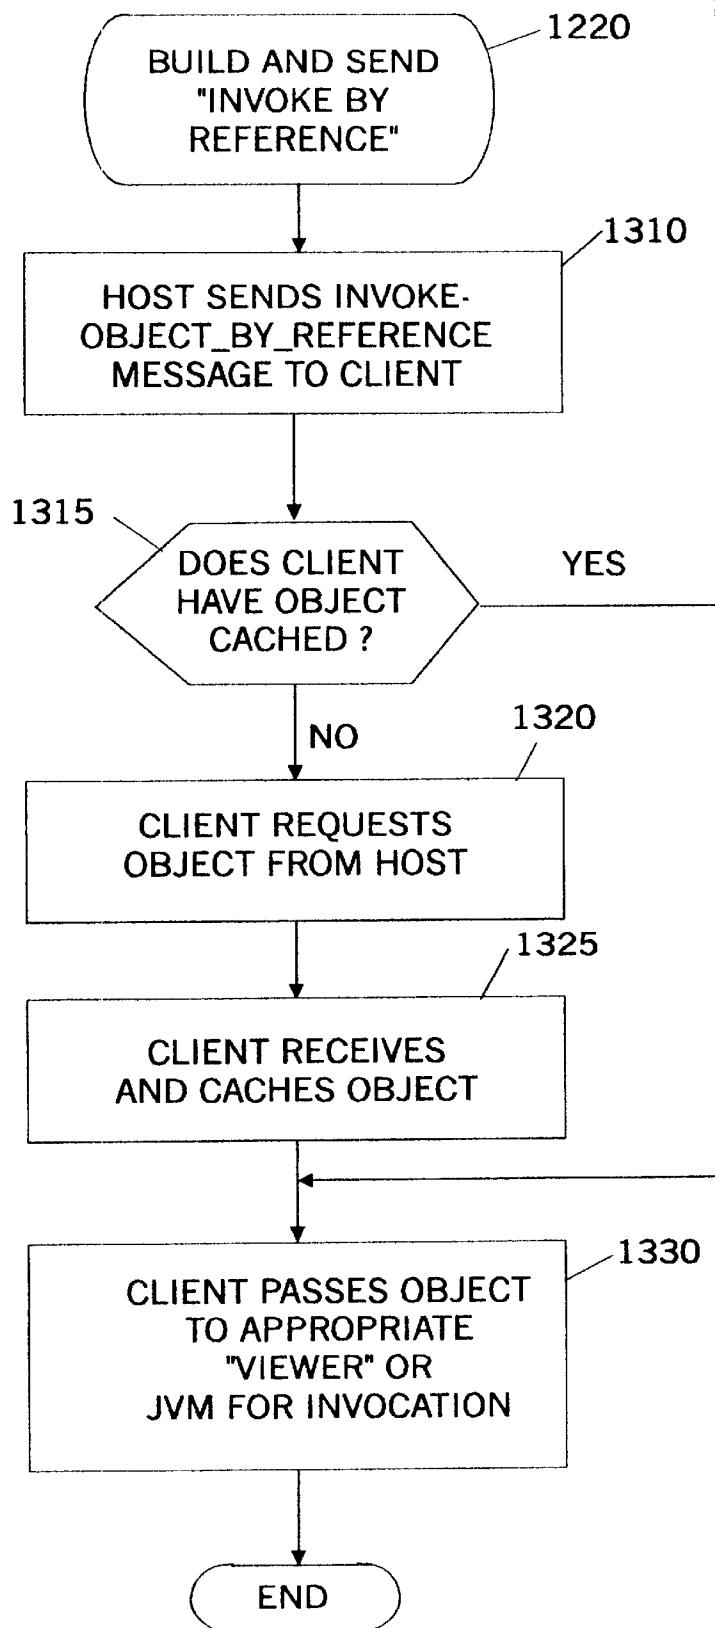 1220
BUILD AND SEND
"INVOKE BY
REFERENCE"
1310
HOST SENDS INVOKE-
OBJECT_BY_REFERENCE
MESSAGE TO CLIENT
1315
DOES CLIENT
HAVE OBJECT
CACHED ?
YES
NO
1320
CLIENT REQUESTS
OBJECT FROM HOST
1325
CLIENT RECEIVES
AND CACHES OBJECT
1330
CLIENT PASSES OBJECT
TO APPROPRIATE
"VIEWER" OR
JVM FOR INVOCATION
END